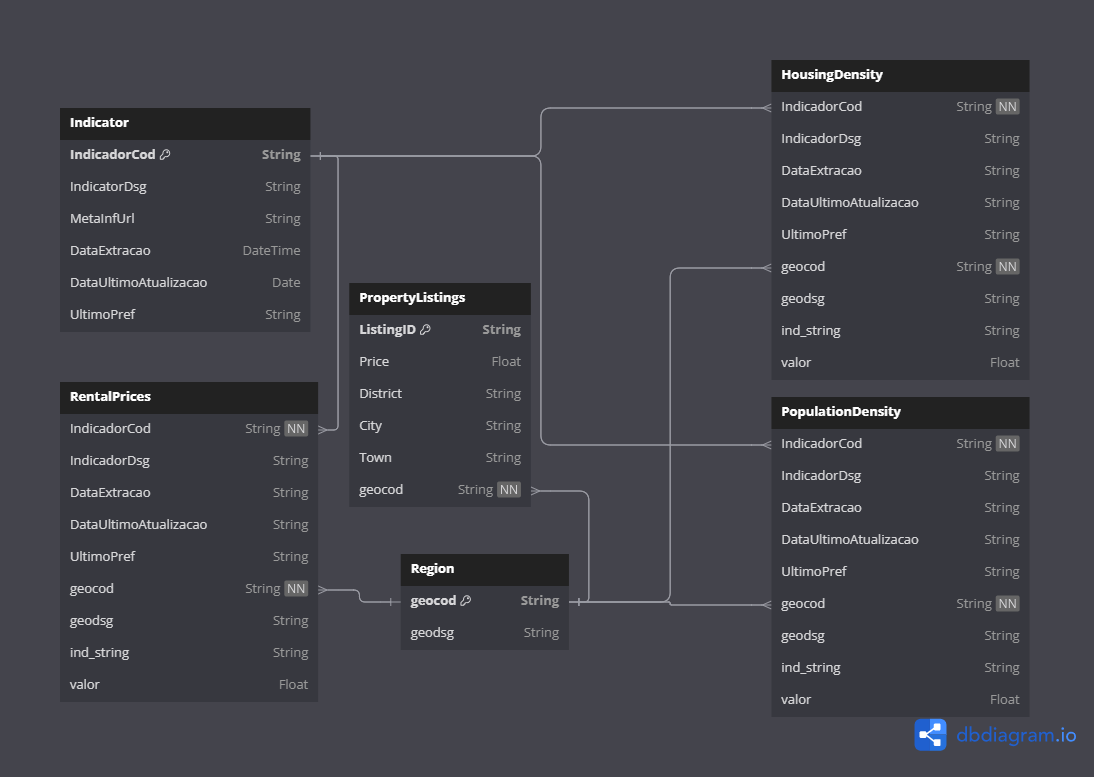 Indicator
IndicadorCod String
IndicatorDsg String
MetaInfUrl String
DataExtracao DateTime
DataUltimoAtualizacao Date
UltimoPref String
RentalPrices
IndicadorCod String NN
IndicadorDsg String
DataExtracao String
DataUltimoAtualizacao String
UltimoPref String
geocod String NN
geodsg String
ind_string String
valor Float
PropertyListings
ListingID String
Price Float
District String
City String
Town String
geocod String NN
Region
geocod String
geodsg String
HousingDensity
IndicadorCod String NN
IndicadorDsg String
DataExtracao String
DataUltimoAtualizacao String
UltimoPref String
geocod String NN
geodsg String
ind_string String
valor Float
PopulationDensity
IndicadorCod String NN
IndicadorDsg String
DataExtracao String
DataUltimoAtualizacao String
UltimoPref String
geocod String NN
geodsg String
ind_string String
valor Float
dbdiagram.io